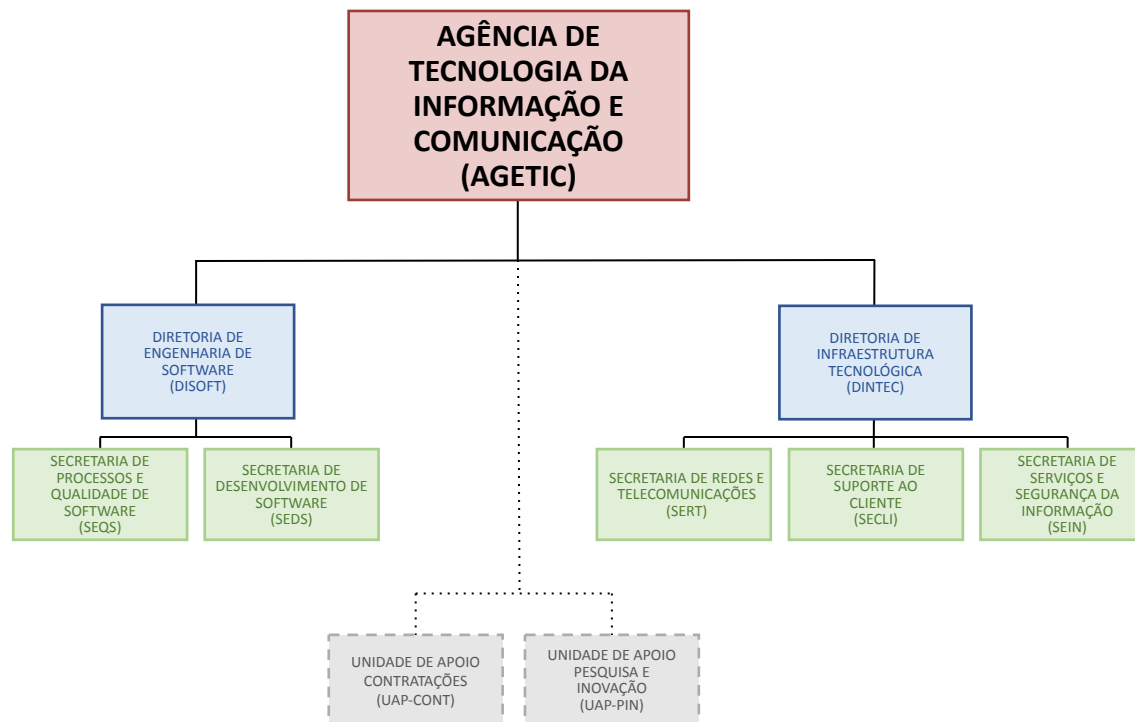 AGÊNCIA DE
TECNOLOGIA DA
INFORMAÇÃO E
COMUNICAÇÃO
(AGETIC)
DIRETORIA DE
ENGENHARIA DE
SOFTWARE
(DISOFT)
DIRETORIA DE
INFRAESTRUTURA
TECNOLÓGICA
(DINTEC)
SECRETARIA DE
PROCESSOS E
QUALIDADE DE
SOFTWARE
(SEQS)
SECRETARIA DE
DESENVOLVIMENTO DE
SOFTWARE
(SEDS)
SECRETARIA DE REDES E
TELECOMUNICAÇÕES
(SERT)
SECRETARIA DE
SUPORTE AO
CLIENTE
(SECLI)
SECRETARIA DE
SERVIÇOS E
SEGURANÇA DA
INFORMAÇÃO
(SEIN)
UNIDADE DE APOIO
CONTRATAÇÕES
(UAP-CONT)
UNIDADE DE APOIO
PESQUISA E
INOVAÇÃO
(UAP-PIN)